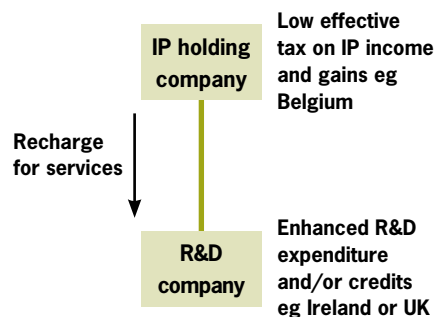 IP holding
company
Low effective
tax on IP income
and gains eg
Belgium
Recharge
for services
R&D
company
Enhanced R&D
expenditure
and/or credits
eg Ireland or UK